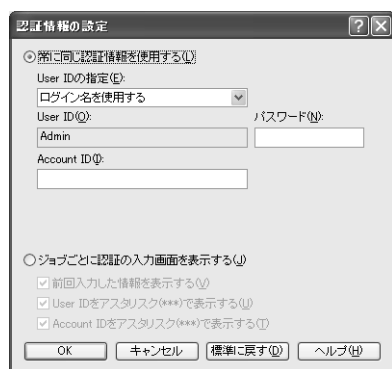 認証情報の設定
常に同じ認証情報を使用する(L)
User IDの指定(E):
ログイン名を使用する
User ID(O): パスワード(N):
Admin
Account ID(I):
ジョブごとに認証の入力画面を表示する(J)
前回入力した情報を表示する(V)
User IDをアスタリスク(***)で表示する(U)
Account IDをアスタリスク(***)で表示する(T)
OK キャンセル 標準に戻す(D) ヘルプ(H)